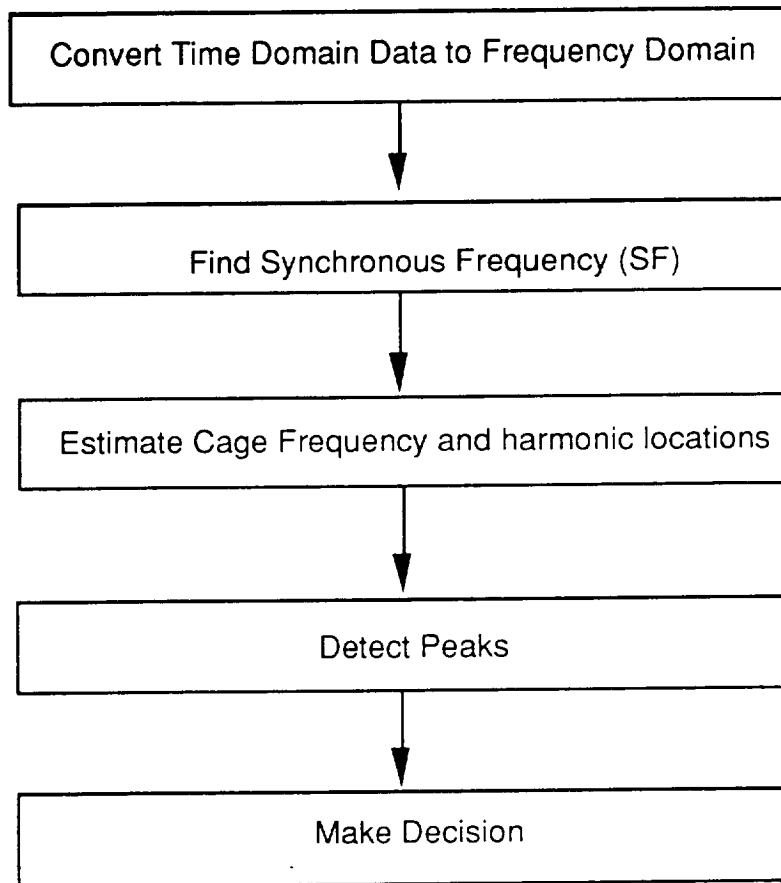 Convert Time Domain Data to Frequency Domain
Find Synchronous Frequency (SF)
Estimate Cage Frequency and harmonic locations
Detect Peaks
Make Decision